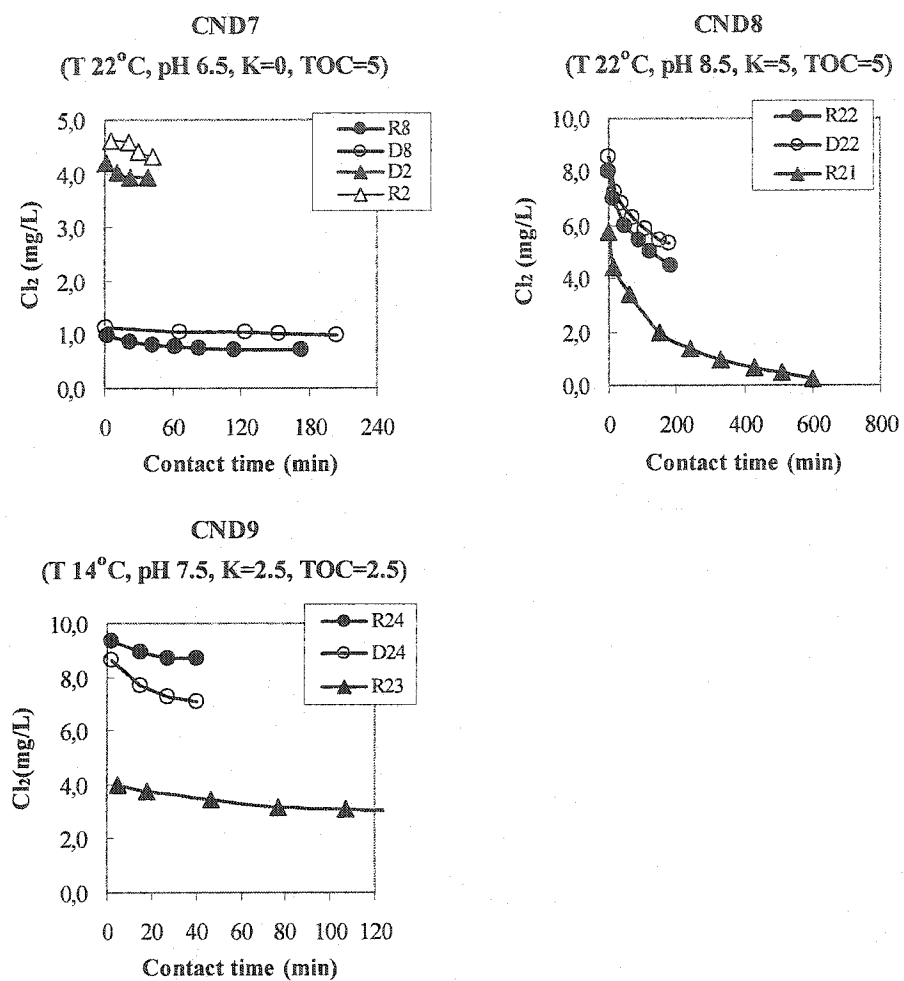 CND7
(T 22°C, pH 6.5, K=0, TOC=5)
5,0
4,0
3,0
2,0
1,0
0,0
Cl₂ (mg/L)
R8
D8
D2
R2
0 60 120 180 240
Contact time (min)
CND8
(T 22°C, pH 8.5, K=5, TOC=5)
10,0
8,0
6,0
4,0
2,0
0,0
Cl₂ (mg/L)
R22
D22
R21
0 200 400 600 800
Contact time (min)
CND9
(T 14°C, pH 7.5, K=2.5, TOC=2.5)
10,0
8,0
6,0
4,0
2,0
0,0
Cl₂(mg/L)
R24
D24
R23
0 20 40 60 80 100 120
Contact time (min)